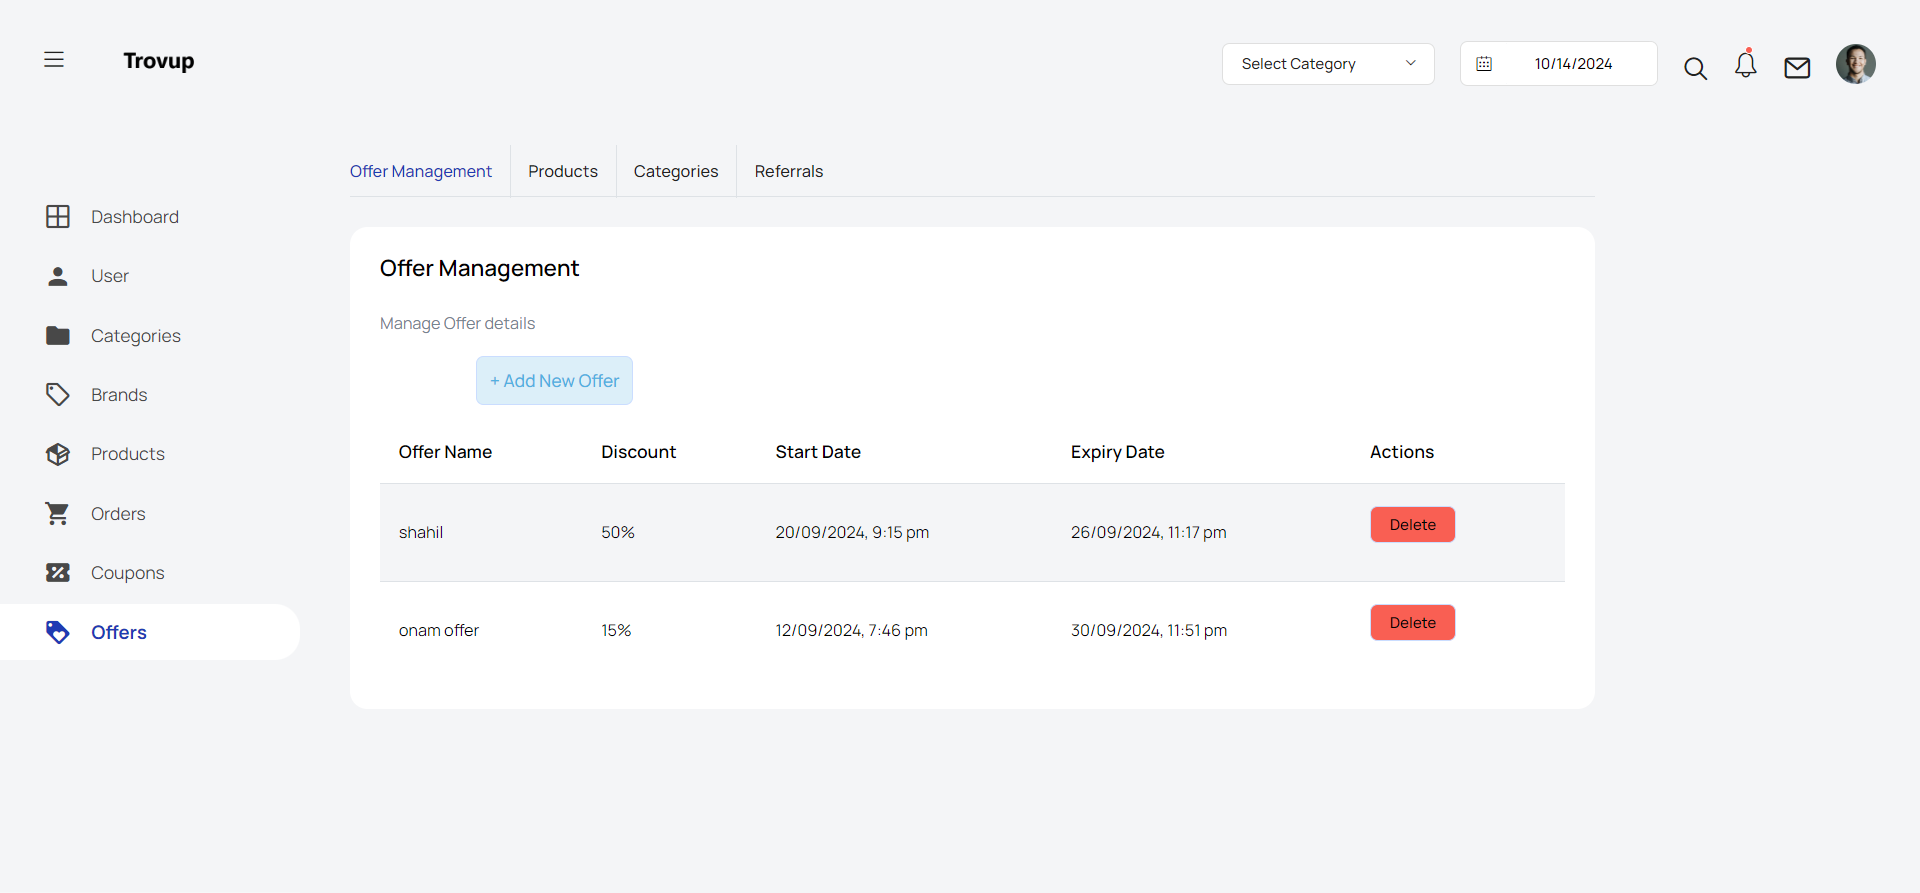 Trovup
Select Category
10/14/2024
Offer Management
Products
Categories
Referrals
Dashboard
User
Categories
Brands
Products
Orders
Coupons
Offers
Offer Management
Manage Offer details
+ Add New Offer
Offer Name Discount Start Date Expiry Date Actions
shahil 50% 20/09/2024, 9:15 pm 26/09/2024, 11:17 pm Delete
onam offer 15% 12/09/2024, 7:46 pm 30/09/2024, 11:51 pm Delete